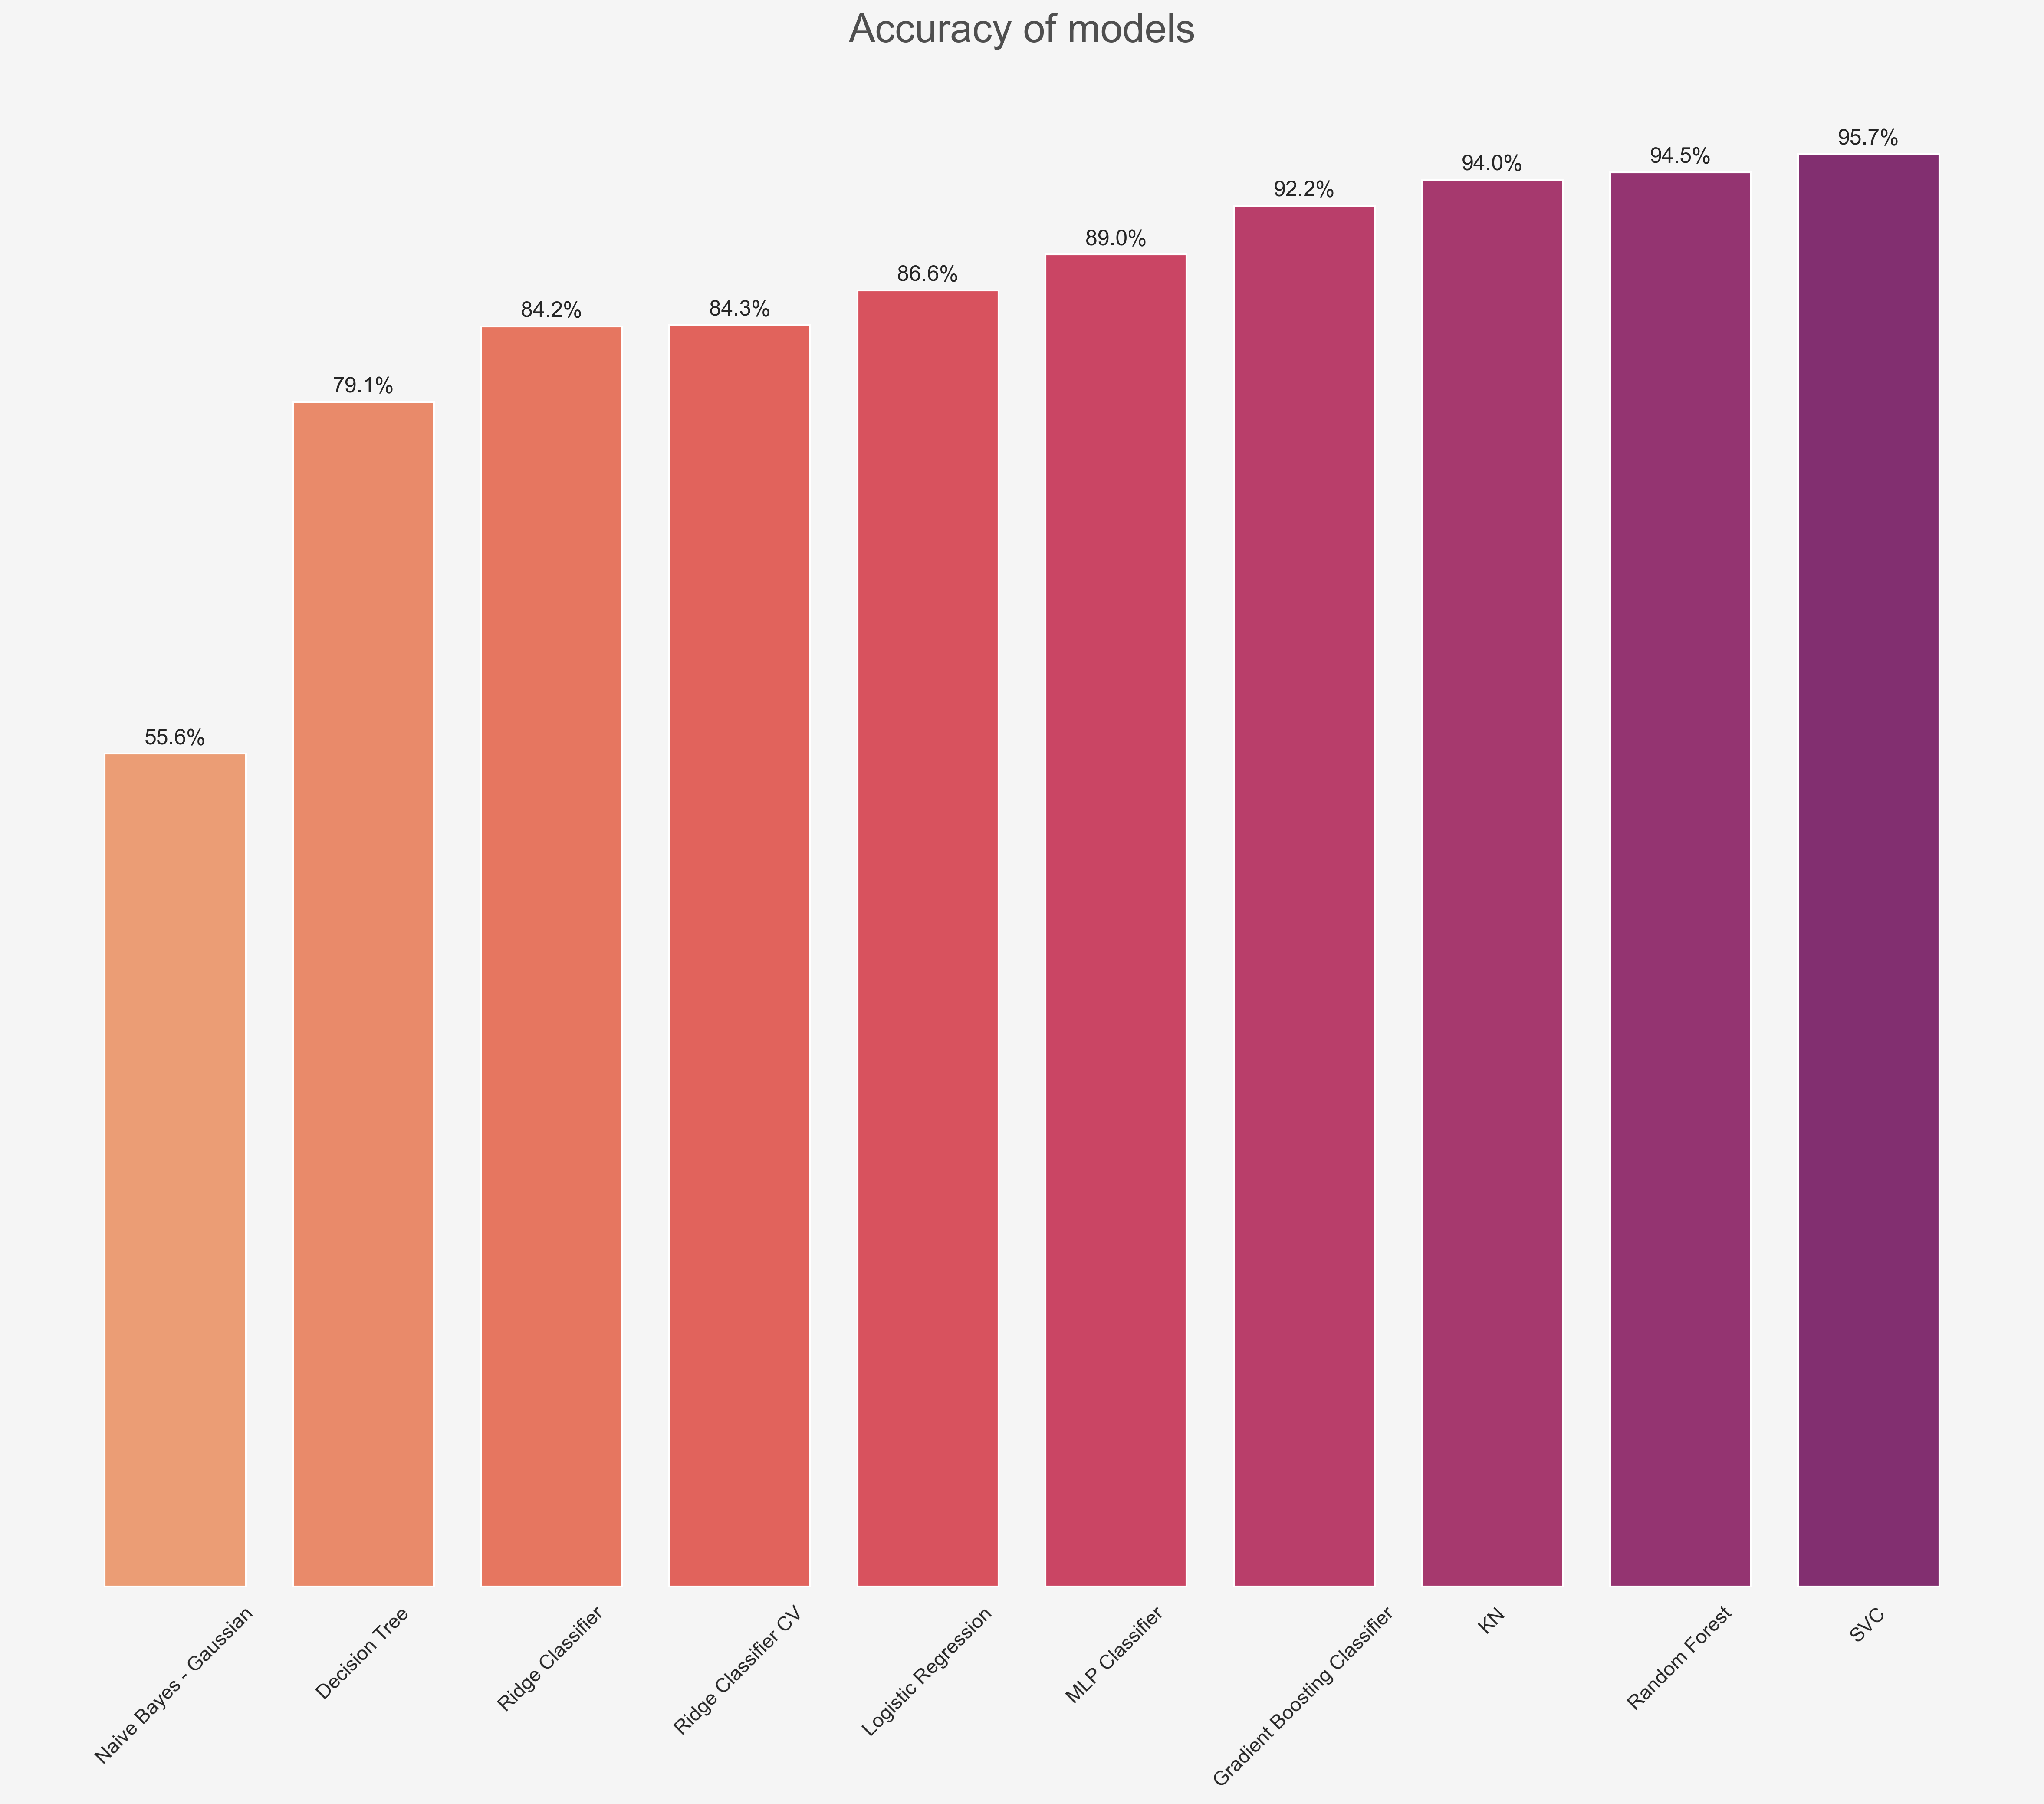 Accuracy of models
55.6%
79.1%
84.2%
84.3%
86.6%
89.0%
92.2%
94.0%
94.5%
95.7%
Naive Bayes - Gaussian
Decision Tree
Ridge Classifier
Ridge Classifier CV
Logistic Regression
MLP Classifier
Gradient Boosting Classifier
KN
Random Forest
SVC